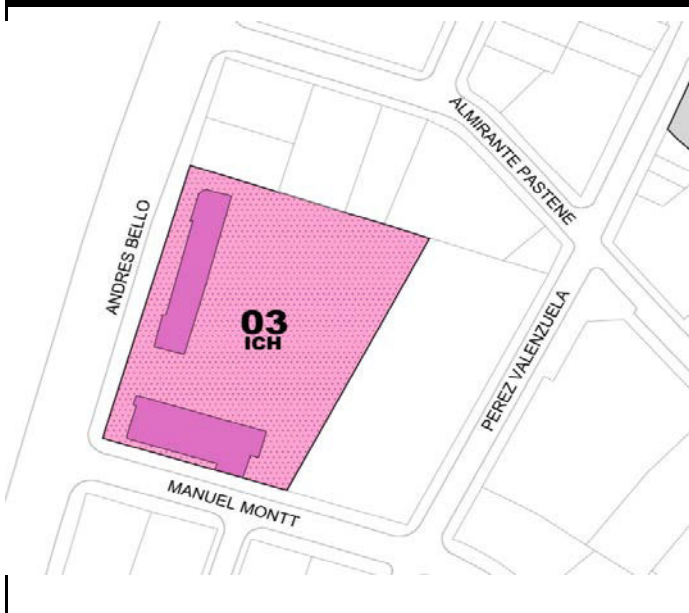 ALMIRANTE PASTENE
ANDRES BELLO
03
ICH
PEREZ VALENZUELA
MANUEL MONTT